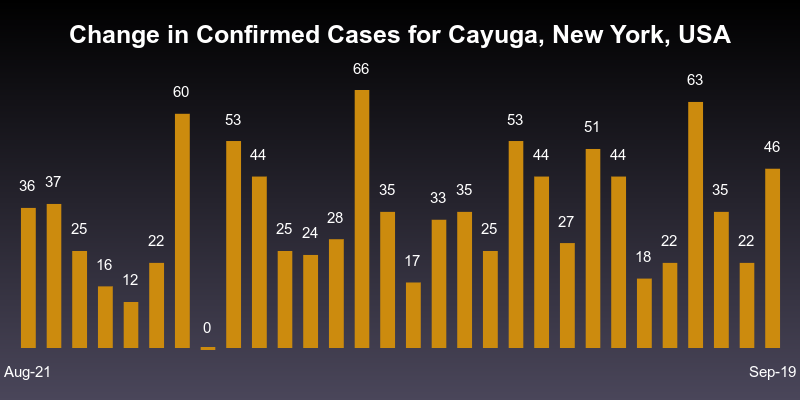 Change in Confirmed Cases for Cayuga, New York, USA
36 37 25 16 12 22 60 0 53 44 25 24 28 66 35 17 33 35 25 53 44 27 51 44 18 22 63 35 22 46
Aug-21 Sep-19